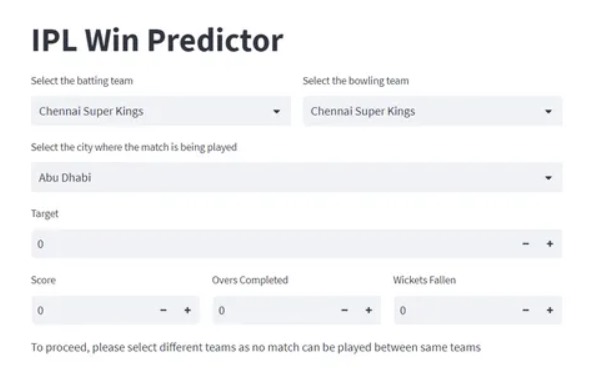 IPL Win Predictor
Select the batting team Select the bowling team
Chennai Super Kings Chennai Super Kings
Select the city where the match is being played
Abu Dhabi
Target
0 − +
Score Overs Completed Wickets Fallen
0 − + 0 − + 0 − +
To proceed, please select different teams as no match can be played between same teams